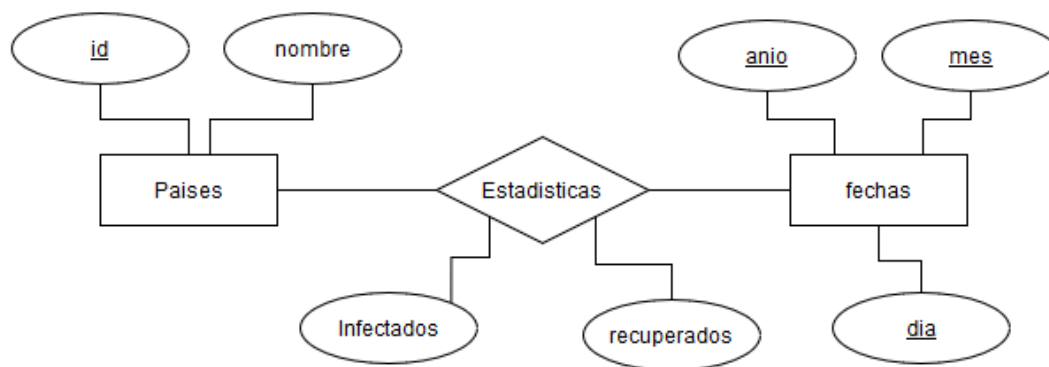 id
nombre
anio
mes
Paises
Estadisticas
fechas
Infectados
recuperados
dia